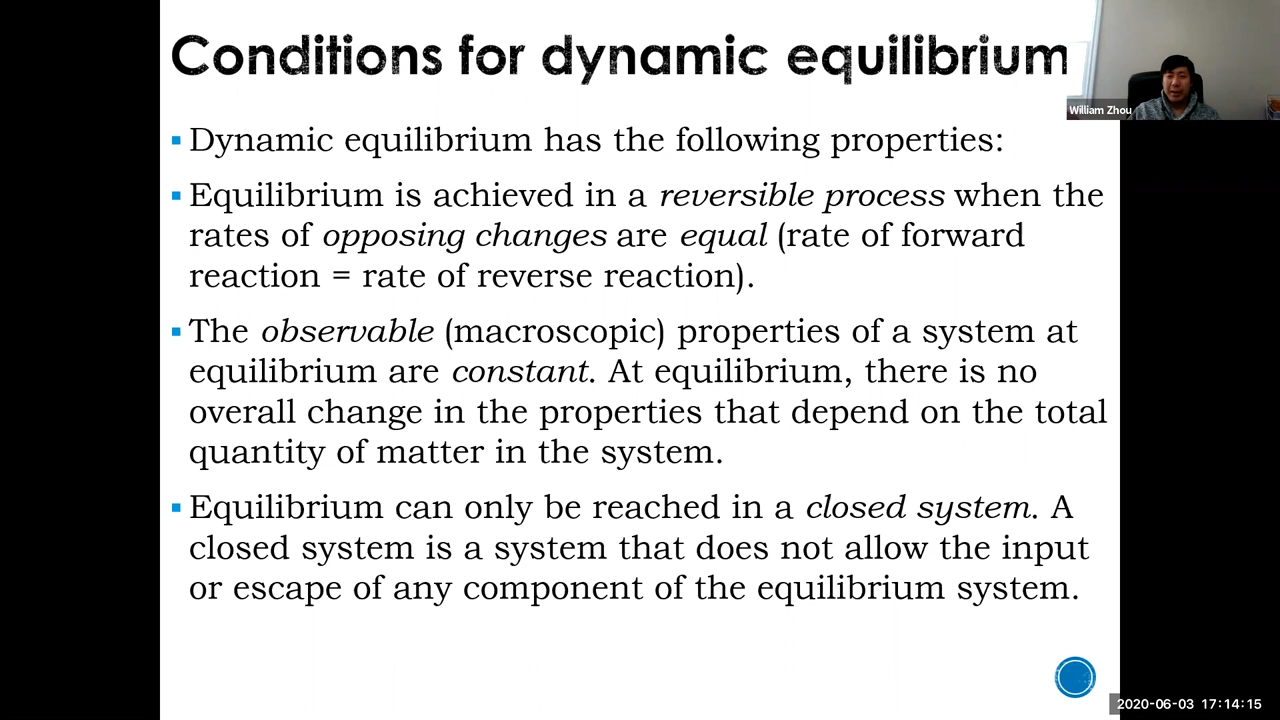 Conditions for dynamic equilibrium
William Zhou
Dynamic equilibrium has the following properties:
Equilibrium is achieved in a reversible process when the
rates of opposing changes are equal (rate of forward
reaction = rate of reverse reaction).
The observable (macroscopic) properties of a system at
equilibrium are constant. At equilibrium, there is no
overall change in the properties that depend on the total
quantity of matter in the system.
Equilibrium can only be reached in a closed system. A
closed system is a system that does not allow the input
or escape of any component of the equilibrium system.
2020-06-03 17:14:15